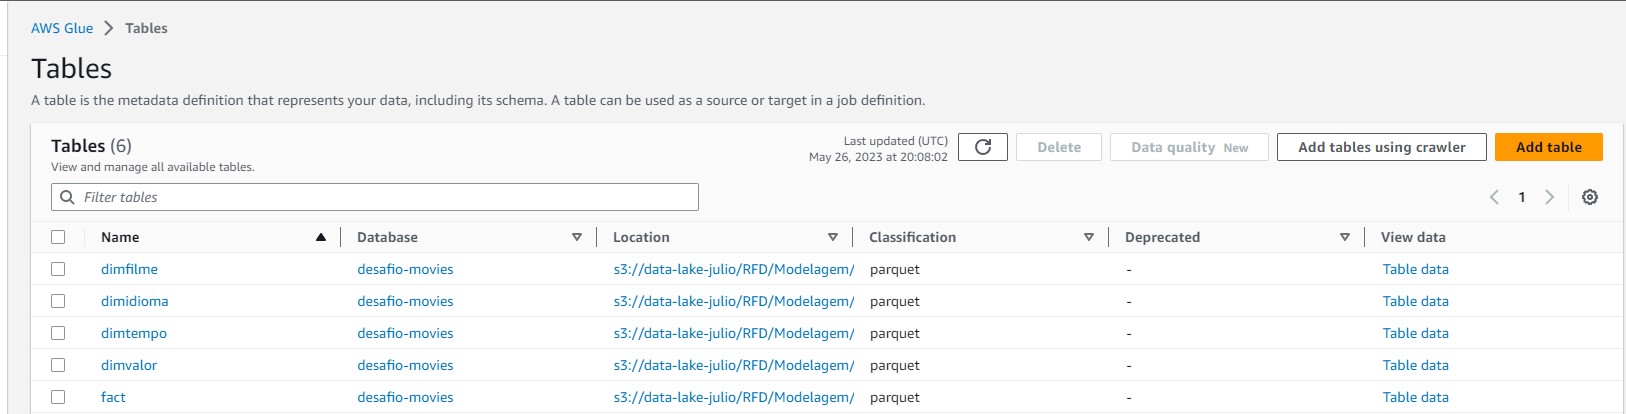 AWS Glue > Tables
Tables
A table is the metadata definition that represents your data, including its schema. A table can be used as a source or target in a job definition.
Tables (6)
View and manage all available tables.
Last updated (UTC)
May 26, 2023 at 20:08:02
Delete
Data quality New
Add tables using crawler
Add table
Filter tables
1
Name Database Location Classification Deprecated View data
dimfilme desafio-movies s3://data-lake-julio/RFD/Modelagem/ parquet - Table data
dimidioma desafio-movies s3://data-lake-julio/RFD/Modelagem/ parquet - Table data
dimtempo desafio-movies s3://data-lake-julio/RFD/Modelagem/ parquet - Table data
dimvalor desafio-movies s3://data-lake-julio/RFD/Modelagem/ parquet - Table data
fact desafio-movies s3://data-lake-julio/RFD/Modelagem/ parquet - Table data